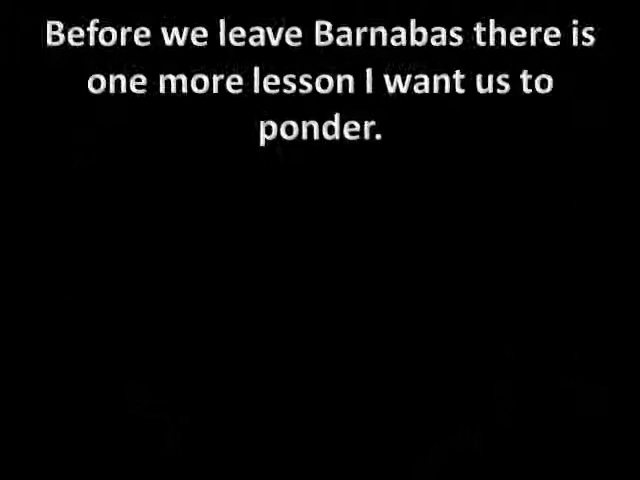 Before we leave Barnabas there is
one more lesson I want us to
ponder.